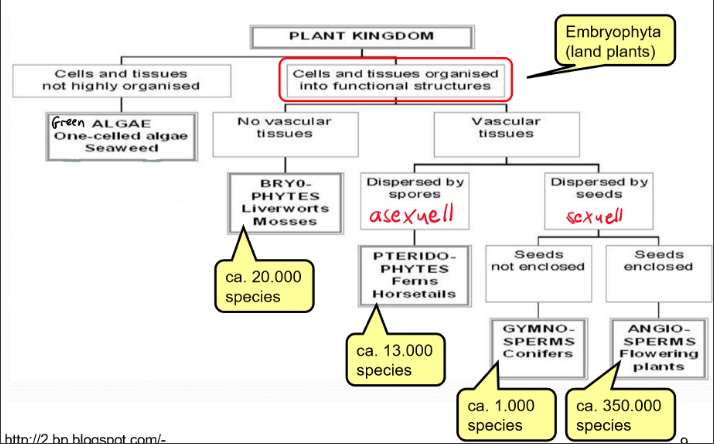 PLANT KINGDOM
Embryophyta
(land plants)
Cells and tissues
not highly organised
Cells and tissues organised
into functional structures
Green ALGAE
One-celled algae
Seaweed
No vascular
tissues
Vascular
tissues
BRYO-
PHYTES
Liverworts
Mosses
Dispersed by
spores
asexuell
Dispersed by
seeds
sexuell
ca. 20.000
species
PTERIDO-
PHYTES
Ferns
Horsetails
Seeds
not enclosed
Seeds
enclosed
ca. 13.000
species
GYMNO-
SPERMS
Conifers
ANGIO-
SPERMS
Flowering
plants
ca. 1.000
species
ca. 350.000
species
http://2.bp.blogspot.com/-